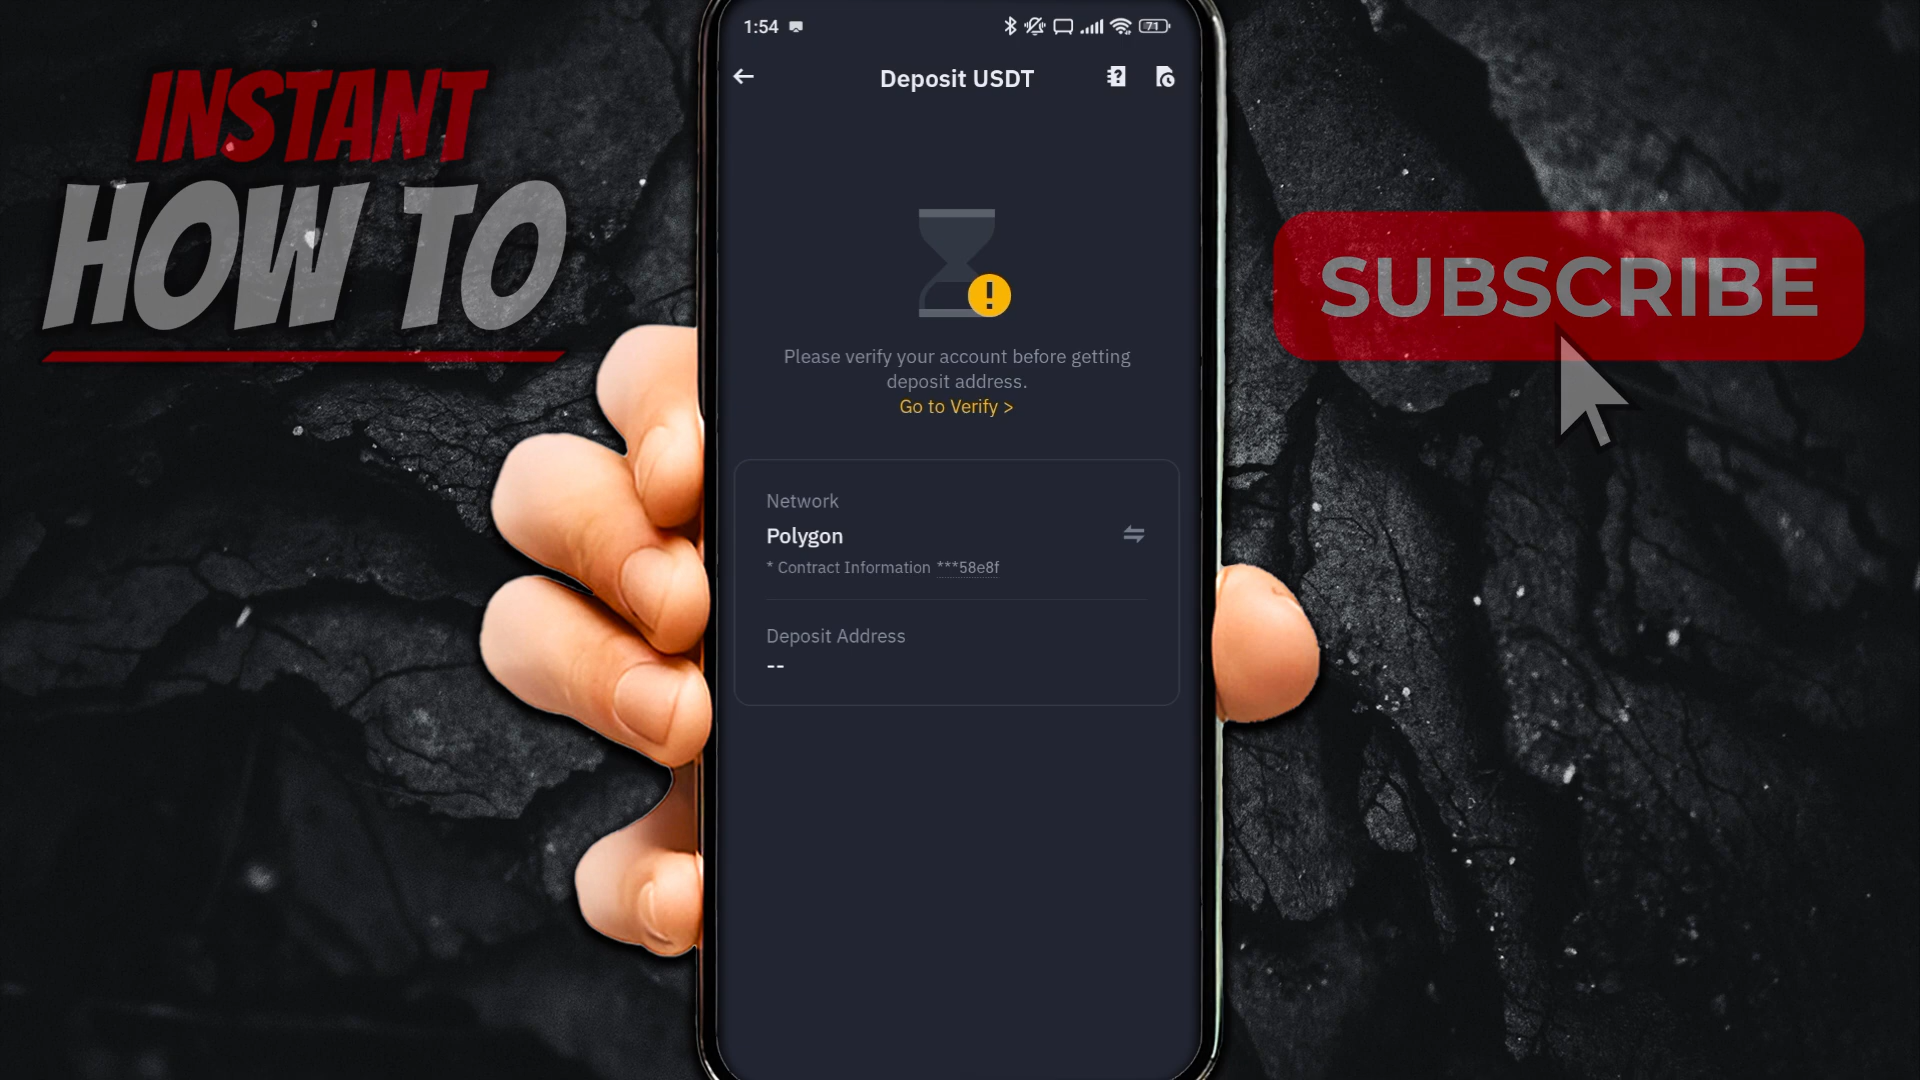 INSTANT
HOW TO
1:54
71
Deposit USDT
Please verify your account before getting
deposit address.
Go to Verify >
Network
Polygon
* Contract Information ***58e8f
Deposit Address
--
SUBSCRIBE